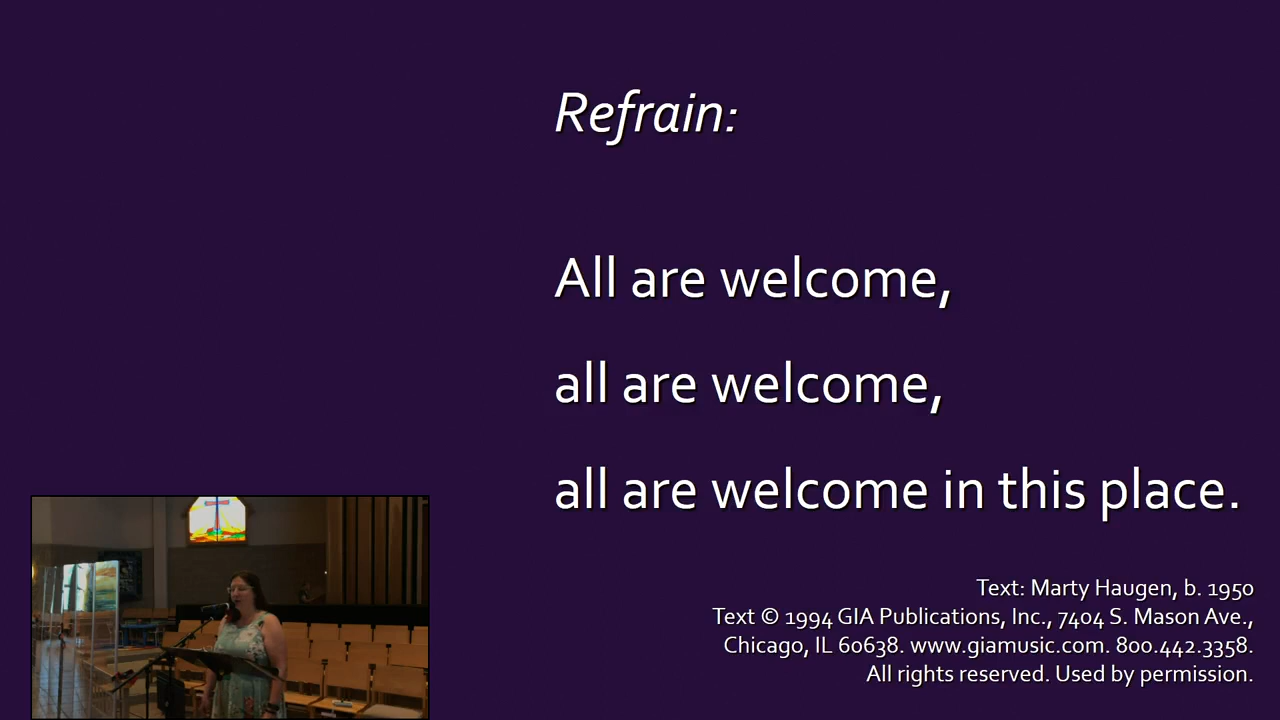 Refrain:
All are welcome,
all are welcome,
all are welcome in this place.
Text: Marty Haugen, b. 1950
Text © 1994 GIA Publications, Inc., 7404 S. Mason Ave.,
Chicago, IL 60638. www.giamusic.com. 800.442.3358.
All rights reserved. Used by permission.